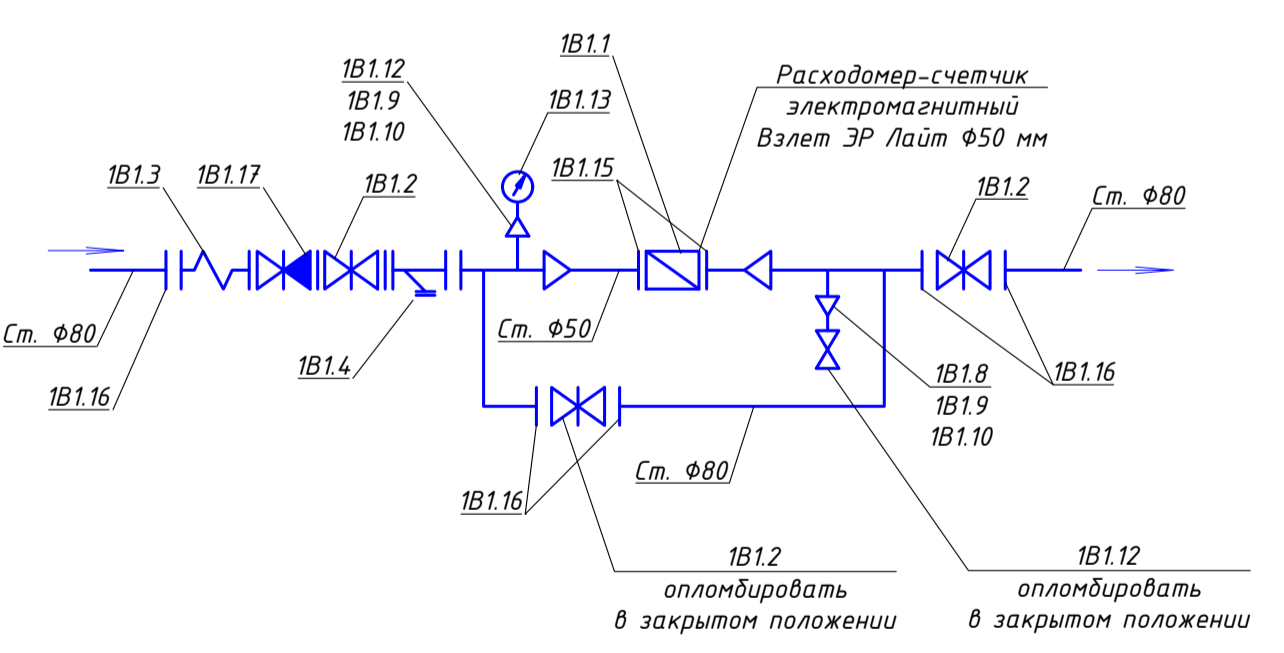 1В1.1
1В1.12
1В1.9
1В1.10
1В1.13
Расходомер-счетчик
электромагнитный
Взлет ЭР Лайт Ф50 мм
1В1.3
1В1.17
1В1.2
1В1.15
1В1.2
Ст. Ф80
Ст. Ф80
1В1.16
1В1.4
Ст. Ф50
1В1.8
1В1.9
1В1.10
1В1.16
Ст. Ф80
1В1.16
1В1.2
опломбировать
в закрытом положении
1В1.12
опломбировать
в закрытом положении